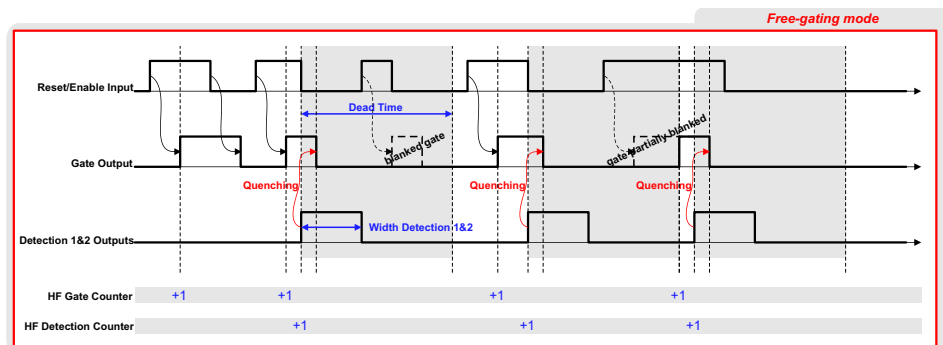 Free-gating mode
Reset/Enable Input
Dead Time
Gate Output
blanked gate
gate partially blanked
Quenching
Quenching
Quenching
Width Detection 1&2
Detection 1&2 Outputs
HF Gate Counter
+1
+1
+1
+1
HF Detection Counter
+1
+1
+1